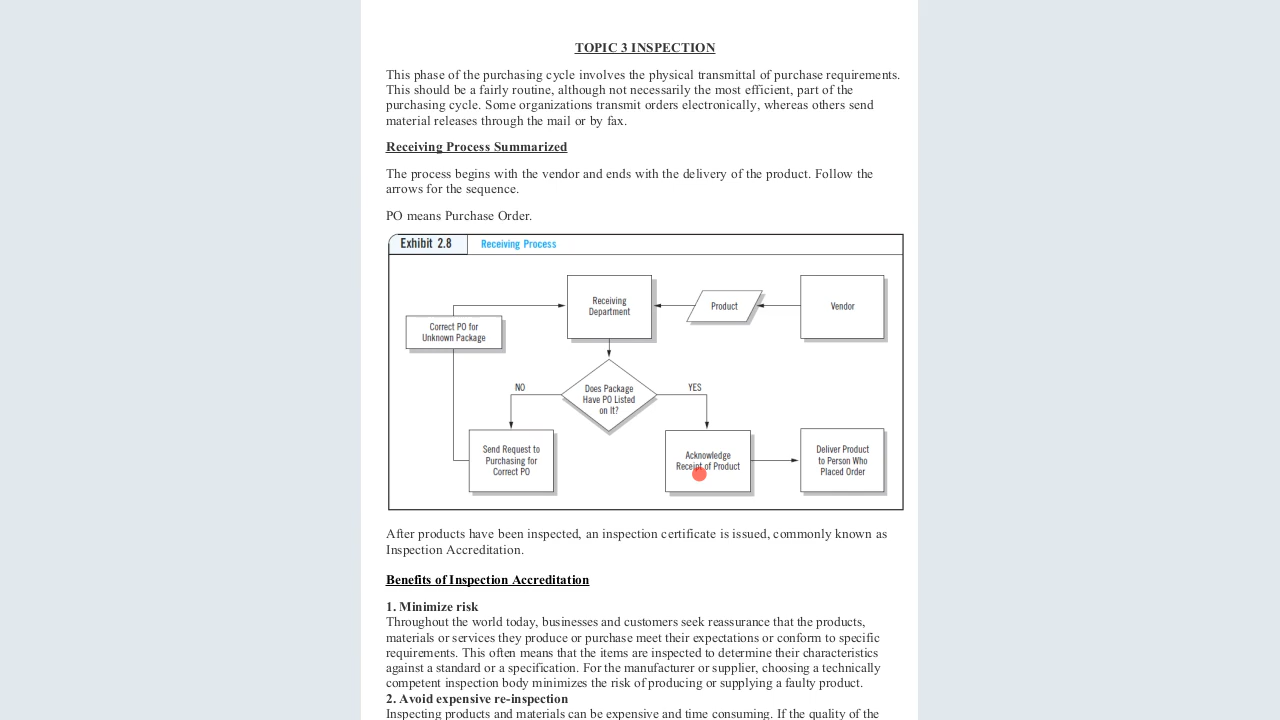 TOPIC 3 INSPECTION
This phase of the purchasing cycle involves the physical transmittal of purchase requirements.
This should be a fairly routine, although not necessarily the most efficient, part of the
purchasing cycle. Some organizations transmit orders electronically, whereas others send
material releases through the mail or by fax.
Receiving Process Summarized
The process begins with the vendor and ends with the delivery of the product. Follow the
arrows for the sequence.
PO means Purchase Order.
Exhibit 2.8 Receiving Process
Receiving
Department
Product
Vendor
Correct PO for
Unknown Package
NO
Does Package
Have PO Listed
on It?
YES
Send Request to
Purchasing for
Correct PO
Acknowledge
Receipt of Product
Deliver Product
to Person Who
Placed Order
After products have been inspected, an inspection certificate is issued, commonly known as
Inspection Accreditation.
Benefits of Inspection Accreditation
1. Minimize risk
Throughout the world today, businesses and customers seek reassurance that the products,
materials or services they produce or purchase meet their expectations or conform to specific
requirements. This often means that the items are inspected to determine their characteristics
against a standard or a specification. For the manufacturer or supplier, choosing a technically
competent inspection body minimizes the risk of producing or supplying a faulty product.
2. Avoid expensive re-inspection
Inspecting products and materials can be expensive and time consuming. If the quality of the